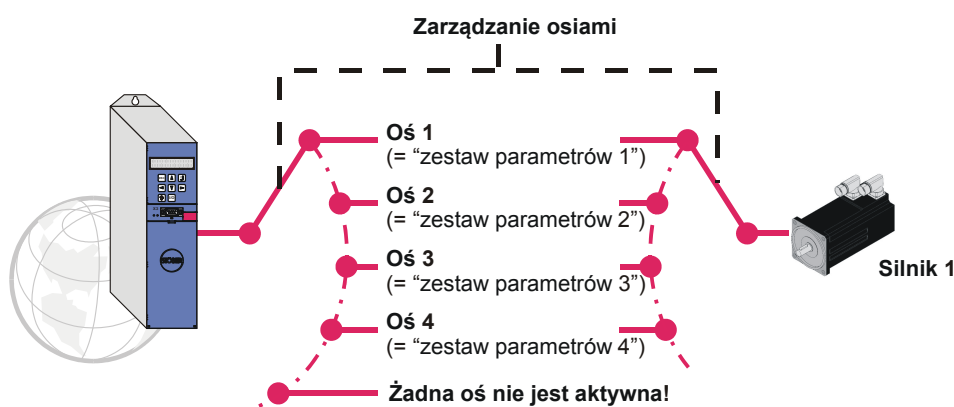 Zarządzanie osiami
Oś 1
(= “zestaw parametrów 1”)
Oś 2
(= “zestaw parametrów 2”)
Oś 3
(= “zestaw parametrów 3”)
Oś 4
(= “zestaw parametrów 4”)
Żadna oś nie jest aktywna!
Silnik 1